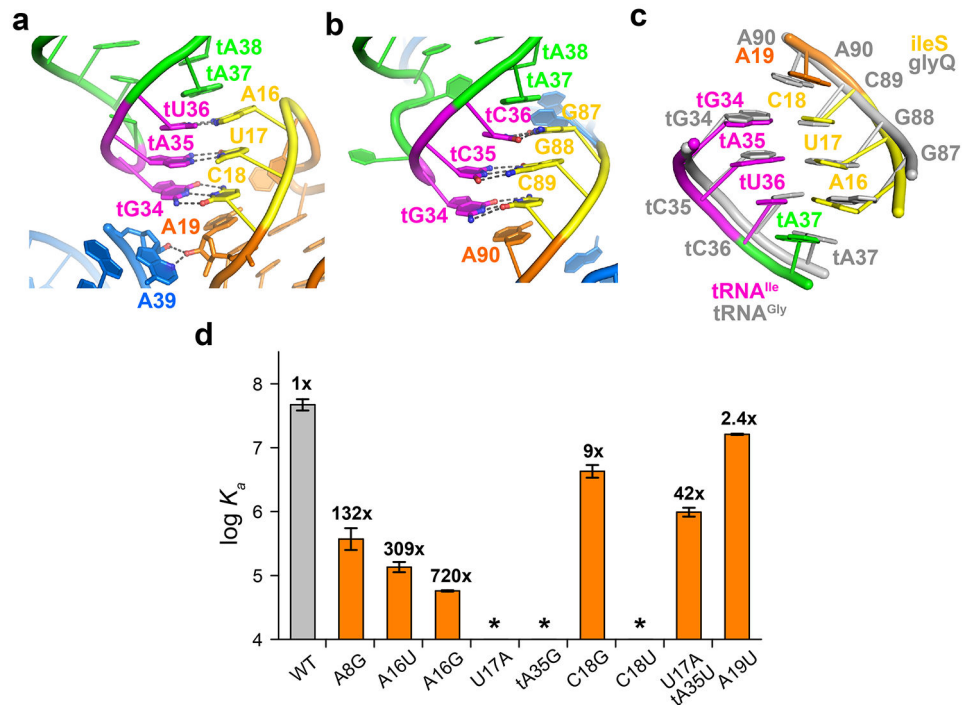 a
tA38
tA37
tU36
A16
tA35
U17
C18
tG34
A19
A39
b
tA38
tA37
tC36
G87
tC35
G88
C89
tG34
A90
c
A90
A19
A90
ileS
glyQ
C89
tG34
C18
tG34
G88
tA35
U17
G87
tU36
A16
tC35
tA37
tC36
tA37
tRNAIle
tRNAGly
d
log Ka
8
7
6
5
4
1x
132x
309x
720x
*
*
9x
*
42x
2.4x
WT
A8G
A16U
A16G
U17A
tA35G
C18G
C18U
U17A
tA35U
A19U